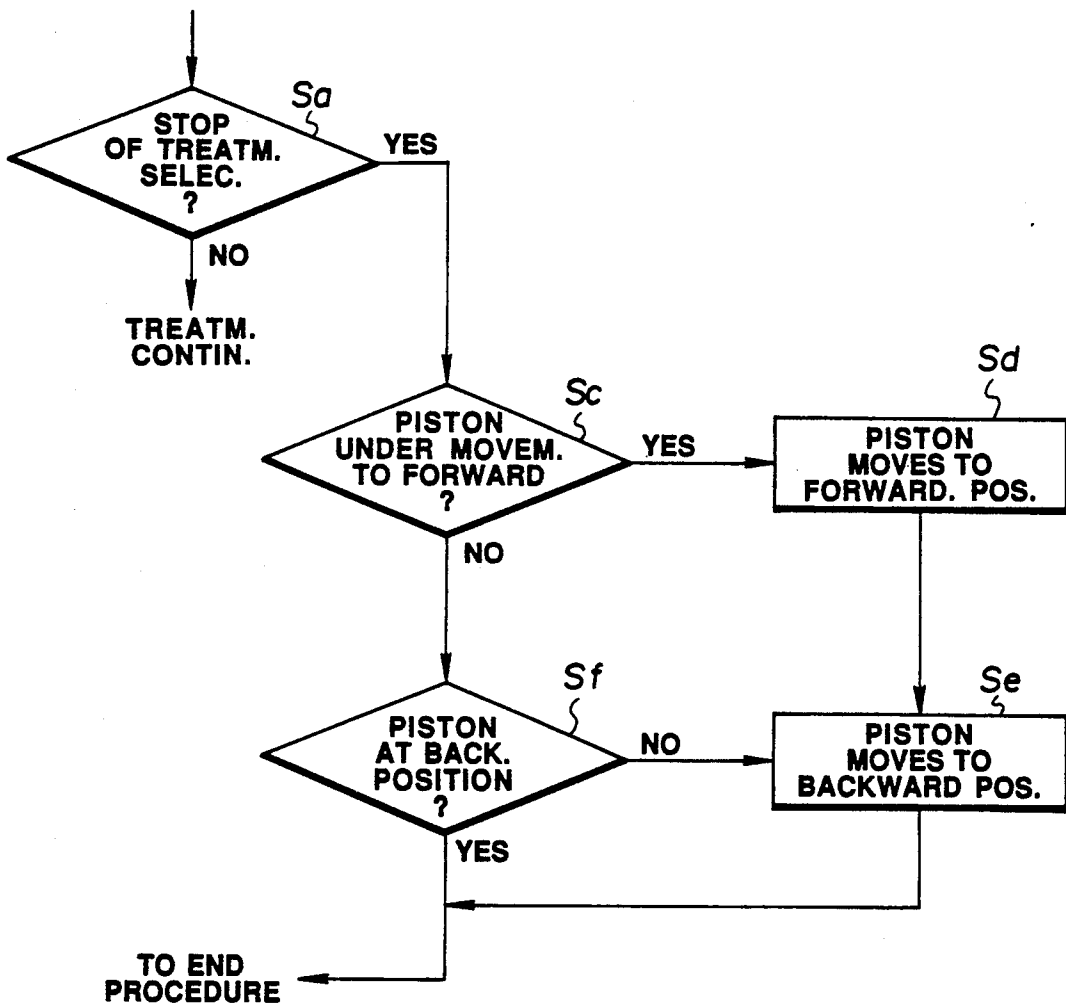 Sa
STOP
OF TREATM.
SELEC.
?
YES
NO
TREATM.
CONTIN.
Sc
PISTON
UNDER MOVEM.
TO FORWARD
?
YES
NO
Sd
PISTON
MOVES TO
FORWARD. POS.
Sf
PISTON
AT BACK.
POSITION
?
NO
YES
Se
PISTON
MOVES TO
BACKWARD POS.
TO END
PROCEDURE